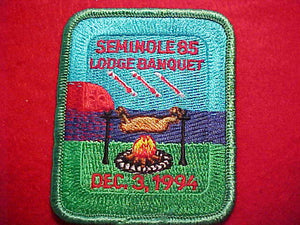 SEMINOLE 85
LODGE BANQUET
DEC. 3, 1994